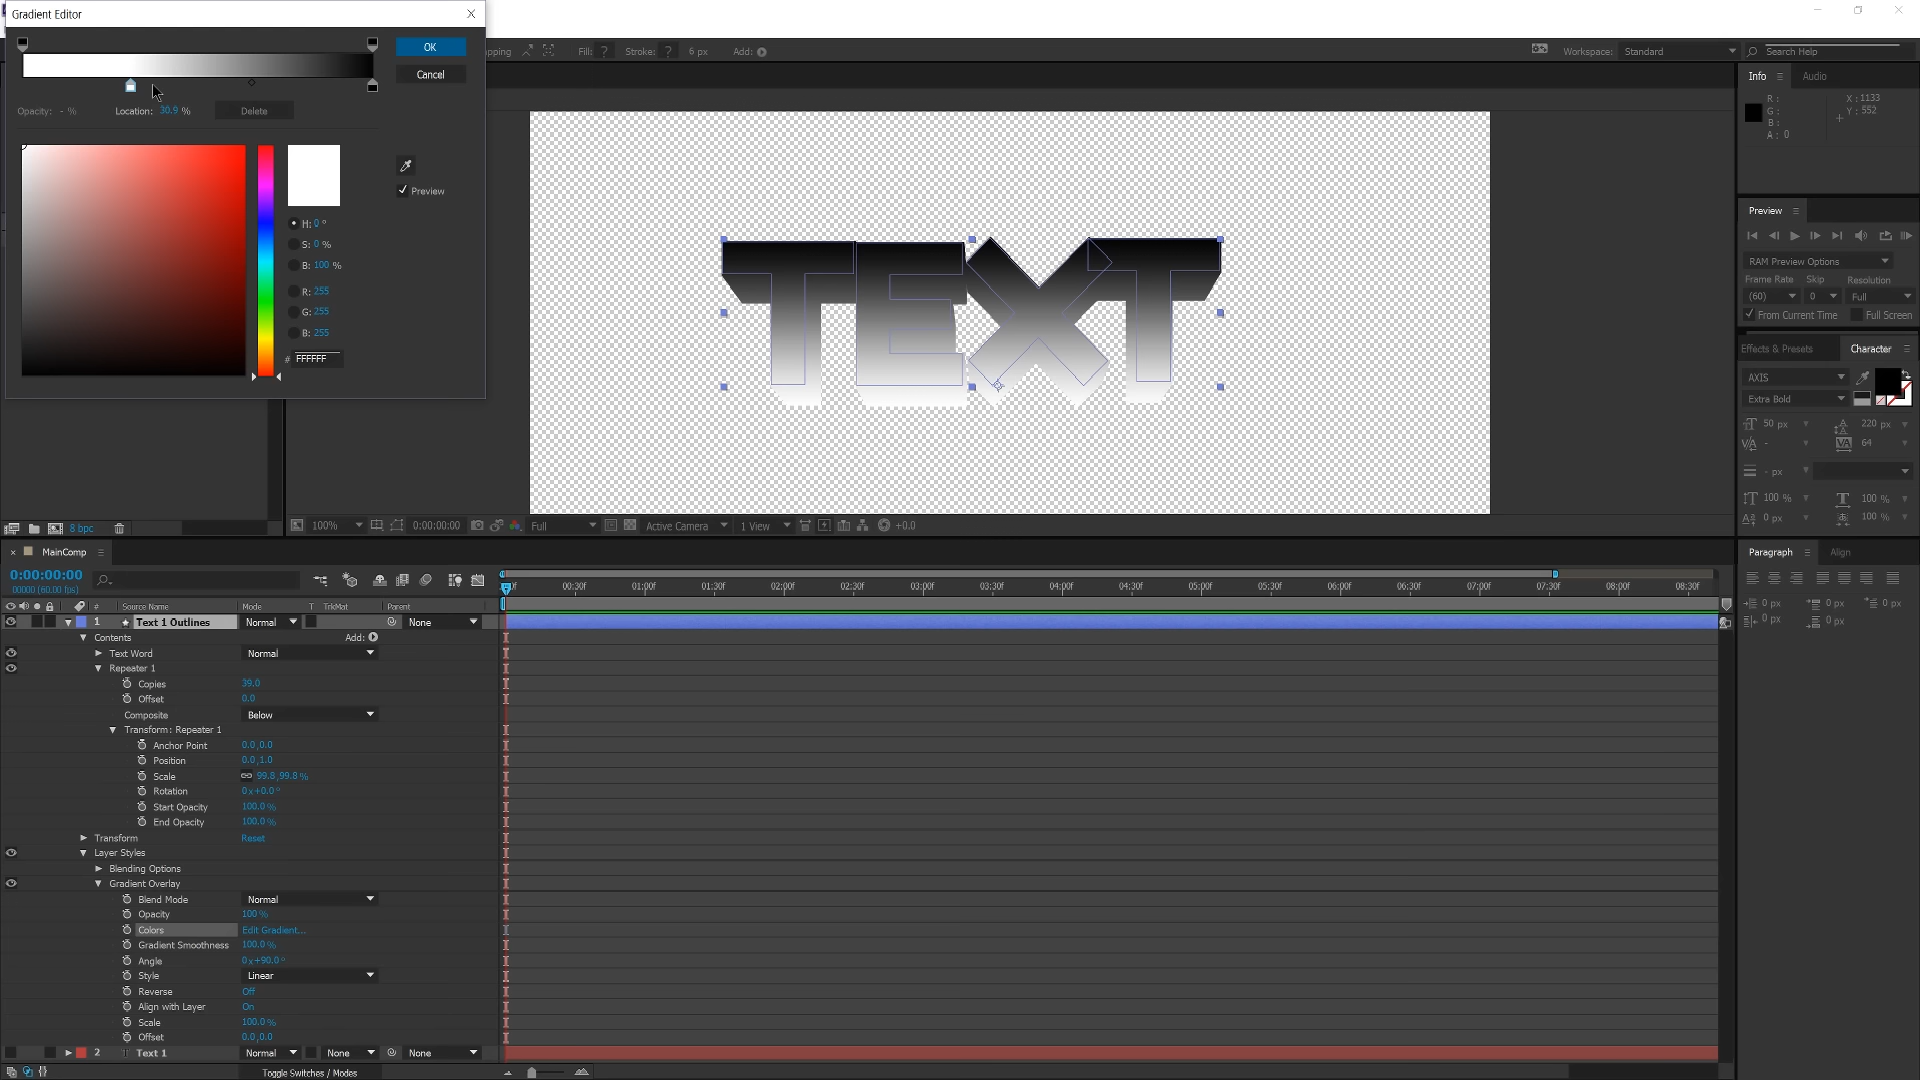 Gradient Editor
OK
Cancel
Opacity: - %
Location: 30.9 %
Delete
Preview
H: 0 °
S: 0 %
B: 100 %
R: 255
G: 255
B: 255
# FFFFFF
pping
Fill: ?
Stroke: ?
6 px
Add:
Workspace: Standard
Search Help
Info
Audio
R:
G:
B:
A: 0
X: 1133
Y: 552
TEXT
Preview
RAM Preview Options
Frame Rate Skip Resolution
(60) 0 Full
From Current Time Full Screen
Effects & Presets
Character
AXIS
Extra Bold
50 px
220 px
-
64
- px
100 %
100 %
0 px
100 %
8 bpc
100%
0:00:00:00
Full
Active Camera
1 View
+0.0
MainComp
0:00:00:00
00000 (60.00 fps)
00:30f 01:00f 01:30f 02:00f 02:30f 03:00f 03:30f 04:00f 04:30f 05:00f 05:30f 06:00f 06:30f 07:00f 07:30f 08:00f 08:30f
# Source Name Mode T TrkMat Parent
1 Text 1 Outlines Normal None
Contents Add:
Text Word Normal
Repeater 1
Copies 39.0
Offset 0.0
Composite Below
Transform: Repeater 1
Anchor Point 0.0,0.0
Position 0.0,1.0
Scale 99.8,99.8 %
Rotation 0x+0.0°
Start Opacity 100.0%
End Opacity 100.0%
Transform Reset
Layer Styles
Blending Options
Gradient Overlay
Blend Mode Normal
Opacity 100 %
Colors Edit Gradient...
Gradient Smoothness 100.0%
Angle 0x+90.0°
Style Linear
Reverse Off
Align with Layer On
Scale 100.0%
Offset 0.0,0.0
2 T Text 1 Normal None None
Toggle Switches / Modes
Paragraph
Align
0 px 0 px 0 px
0 px 0 px